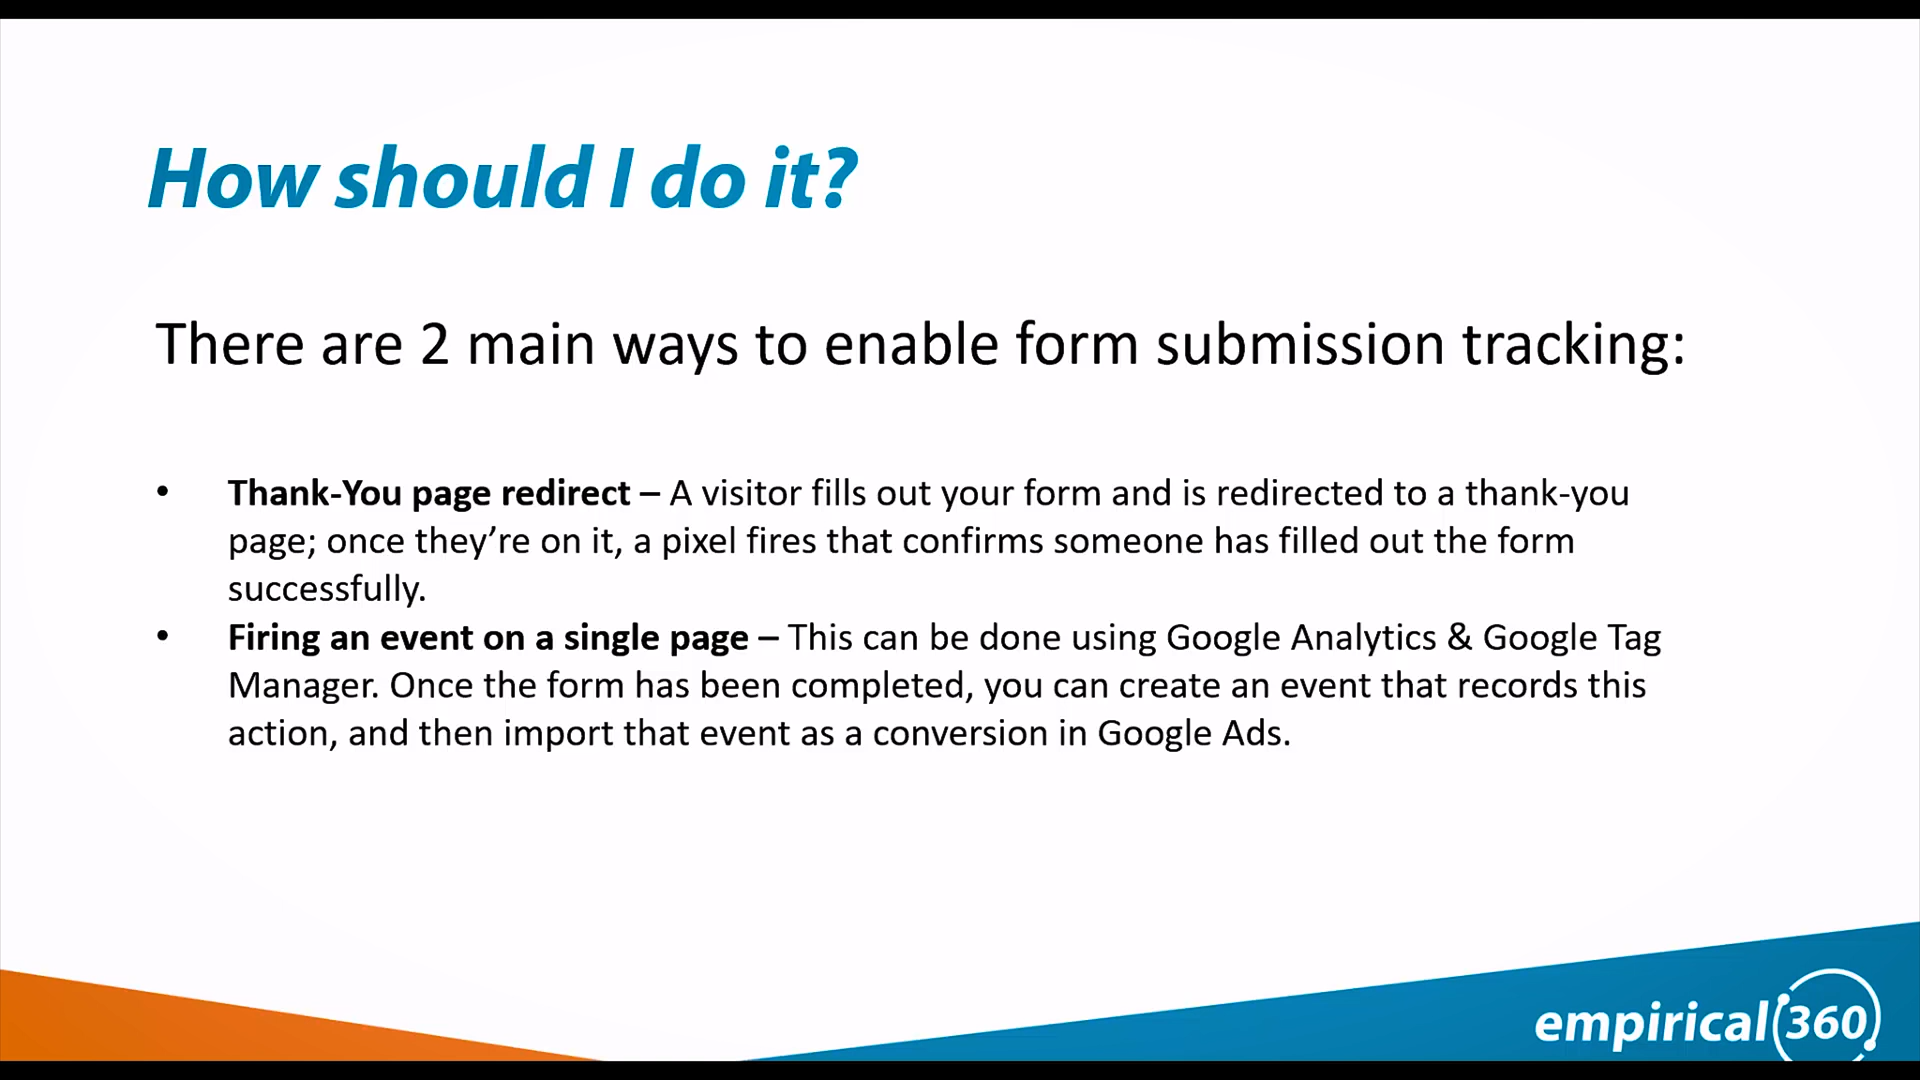 How should I do it?
There are 2 main ways to enable form submission tracking:
• Thank-You page redirect – A visitor fills out your form and is redirected to a thank-you
page; once they’re on it, a pixel fires that confirms someone has filled out the form
successfully.
• Firing an event on a single page – This can be done using Google Analytics & Google Tag
Manager. Once the form has been completed, you can create an event that records this
action, and then import that event as a conversion in Google Ads.
empirical 360